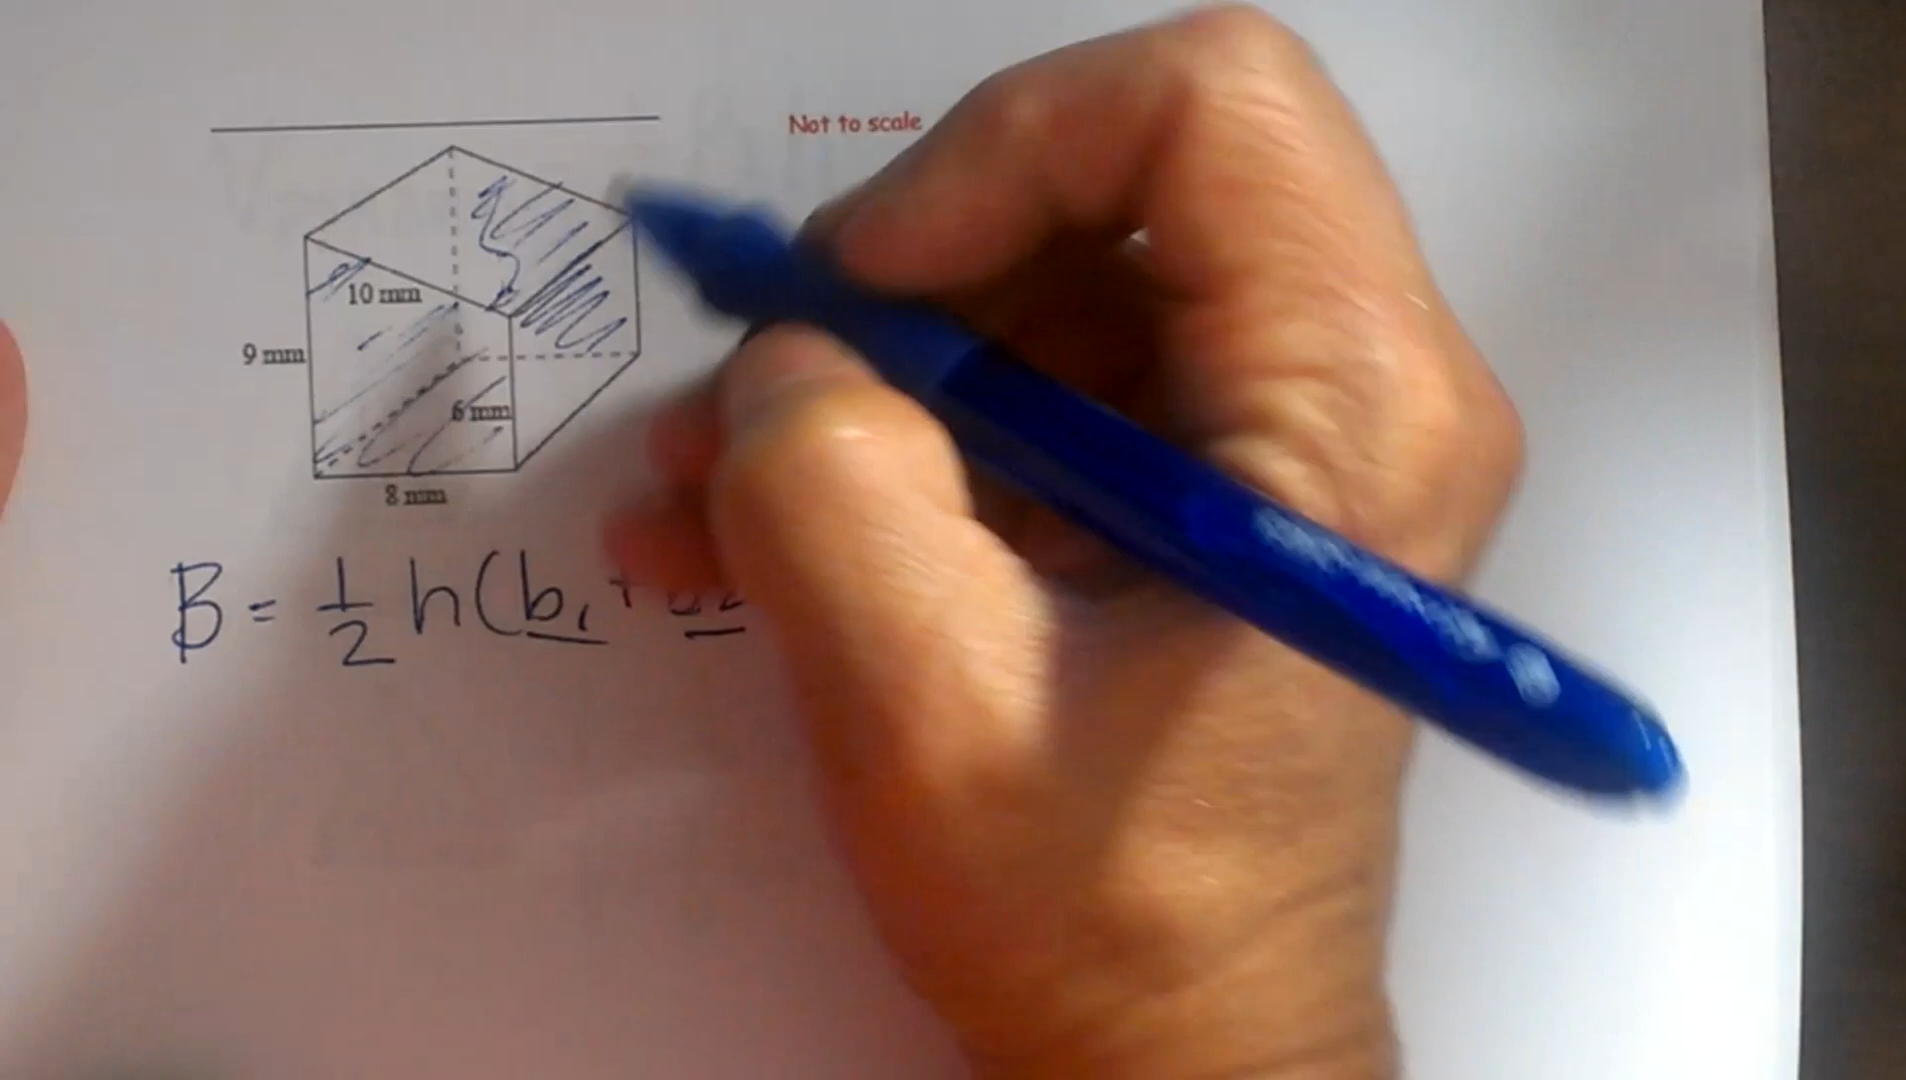 Not to scale
10 mm
9 mm
6 mm
8 mm
B = 1/2 h(b₁ +